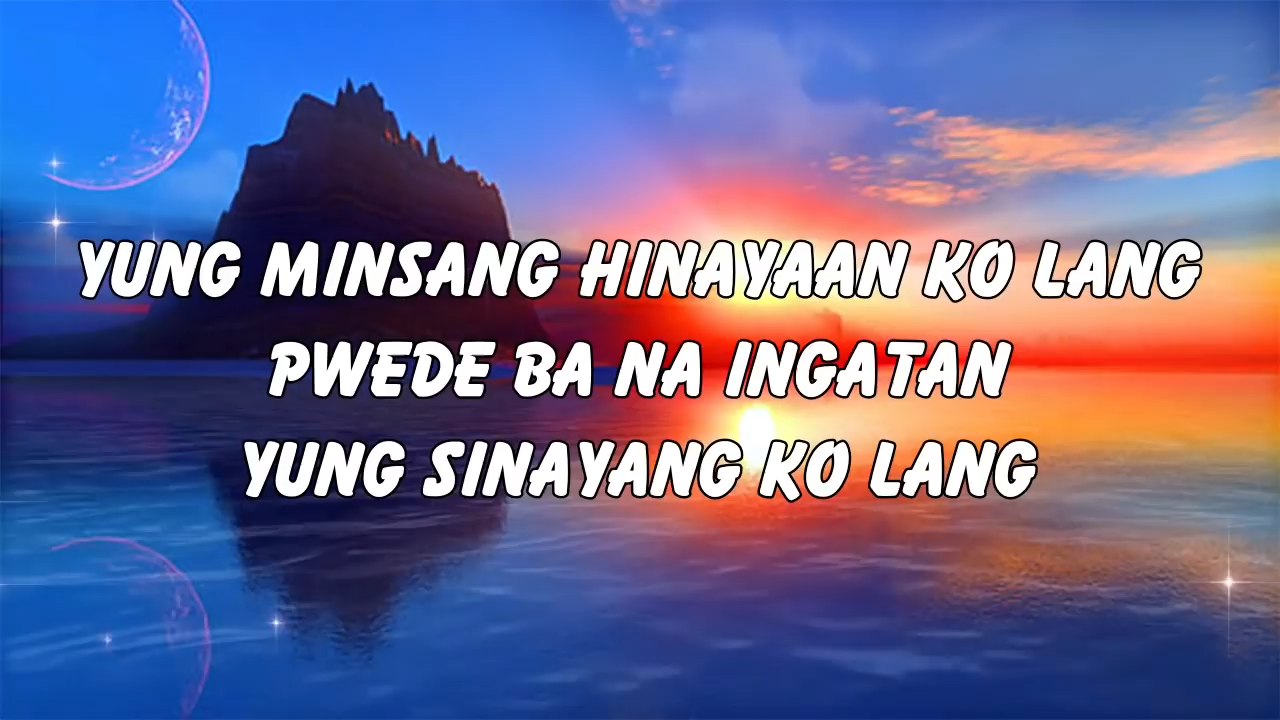 YUNG MINSANG HINAYAAN KO LANG
PWEDE BA NA INGATAN
YUNG SINAYANG KO LANG